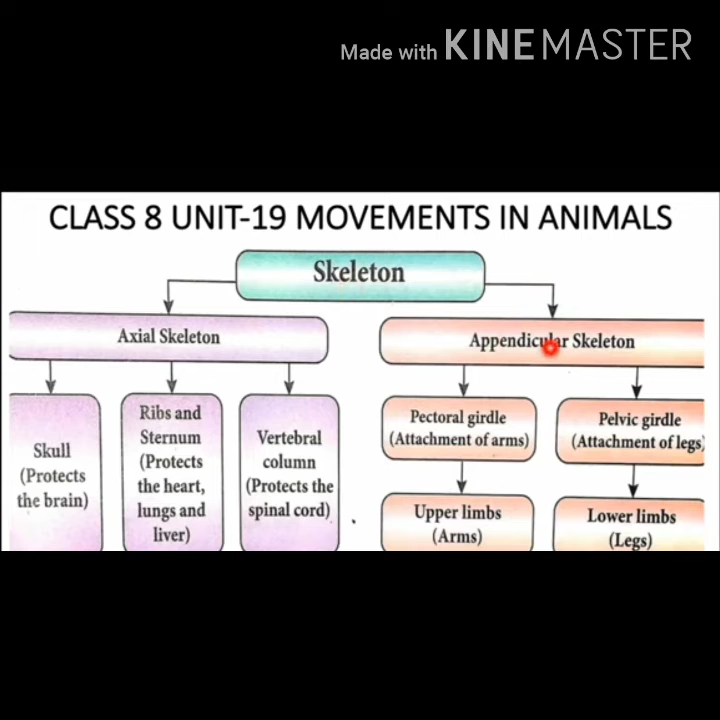 Made with KINEMASTER
CLASS 8 UNIT-19 MOVEMENTS IN ANIMALS
Skeleton
Axial Skeleton
Appendicular Skeleton
Skull
(Protects
the brain)
Ribs and
Sternum
(Protects
the heart,
lungs and
liver)
Vertebral
column
(Protects the
spinal cord)
Pectoral girdle
(Attachment of arms)
Pelvic girdle
(Attachment of legs)
Upper limbs
(Arms)
Lower limbs
(Legs)